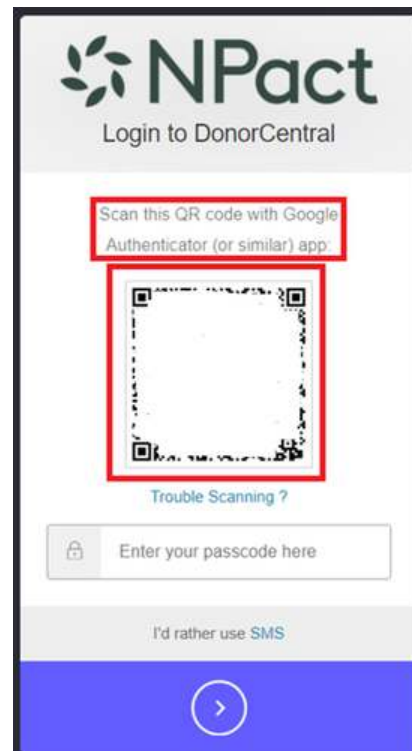 NPact
Login to DonorCentral
Scan this QR code with Google
Authenticator (or similar) app:
Trouble Scanning ?
Enter your passcode here
I'd rather use SMS